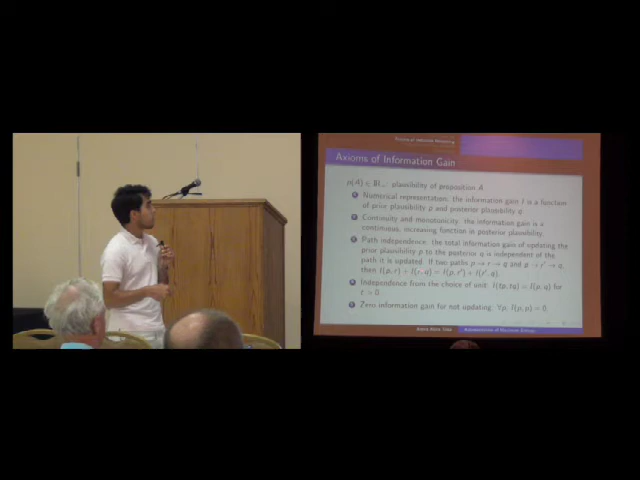 Axioms of Information Gain
p(A) ∈ ℝ₊: plausibility of proposition A
Numerical representation: the information gain I is a function
of prior plausibility p and posterior plausibility q
Continuity and monotonicity: the information gain is a
continuous, increasing function in posterior plausibility.
Path independence: the total information gain of updating the
prior plausibility p to the posterior q is independent of the
path it is updated. If two paths p → r → q and p → r' → q,
then I(p, r) + I(r, q) = I(p, r') + I(r', q).
Independence from the choice of unit: I(tp, tq) = I(p, q) for
t > 0.
Zero information gain for not updating: ∀p, I(p, p) = 0.